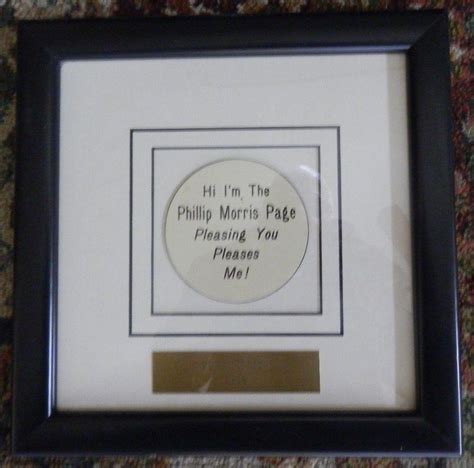 Hi I'm The
Phillip Morris Page
Pleasing You
Pleases
Me!